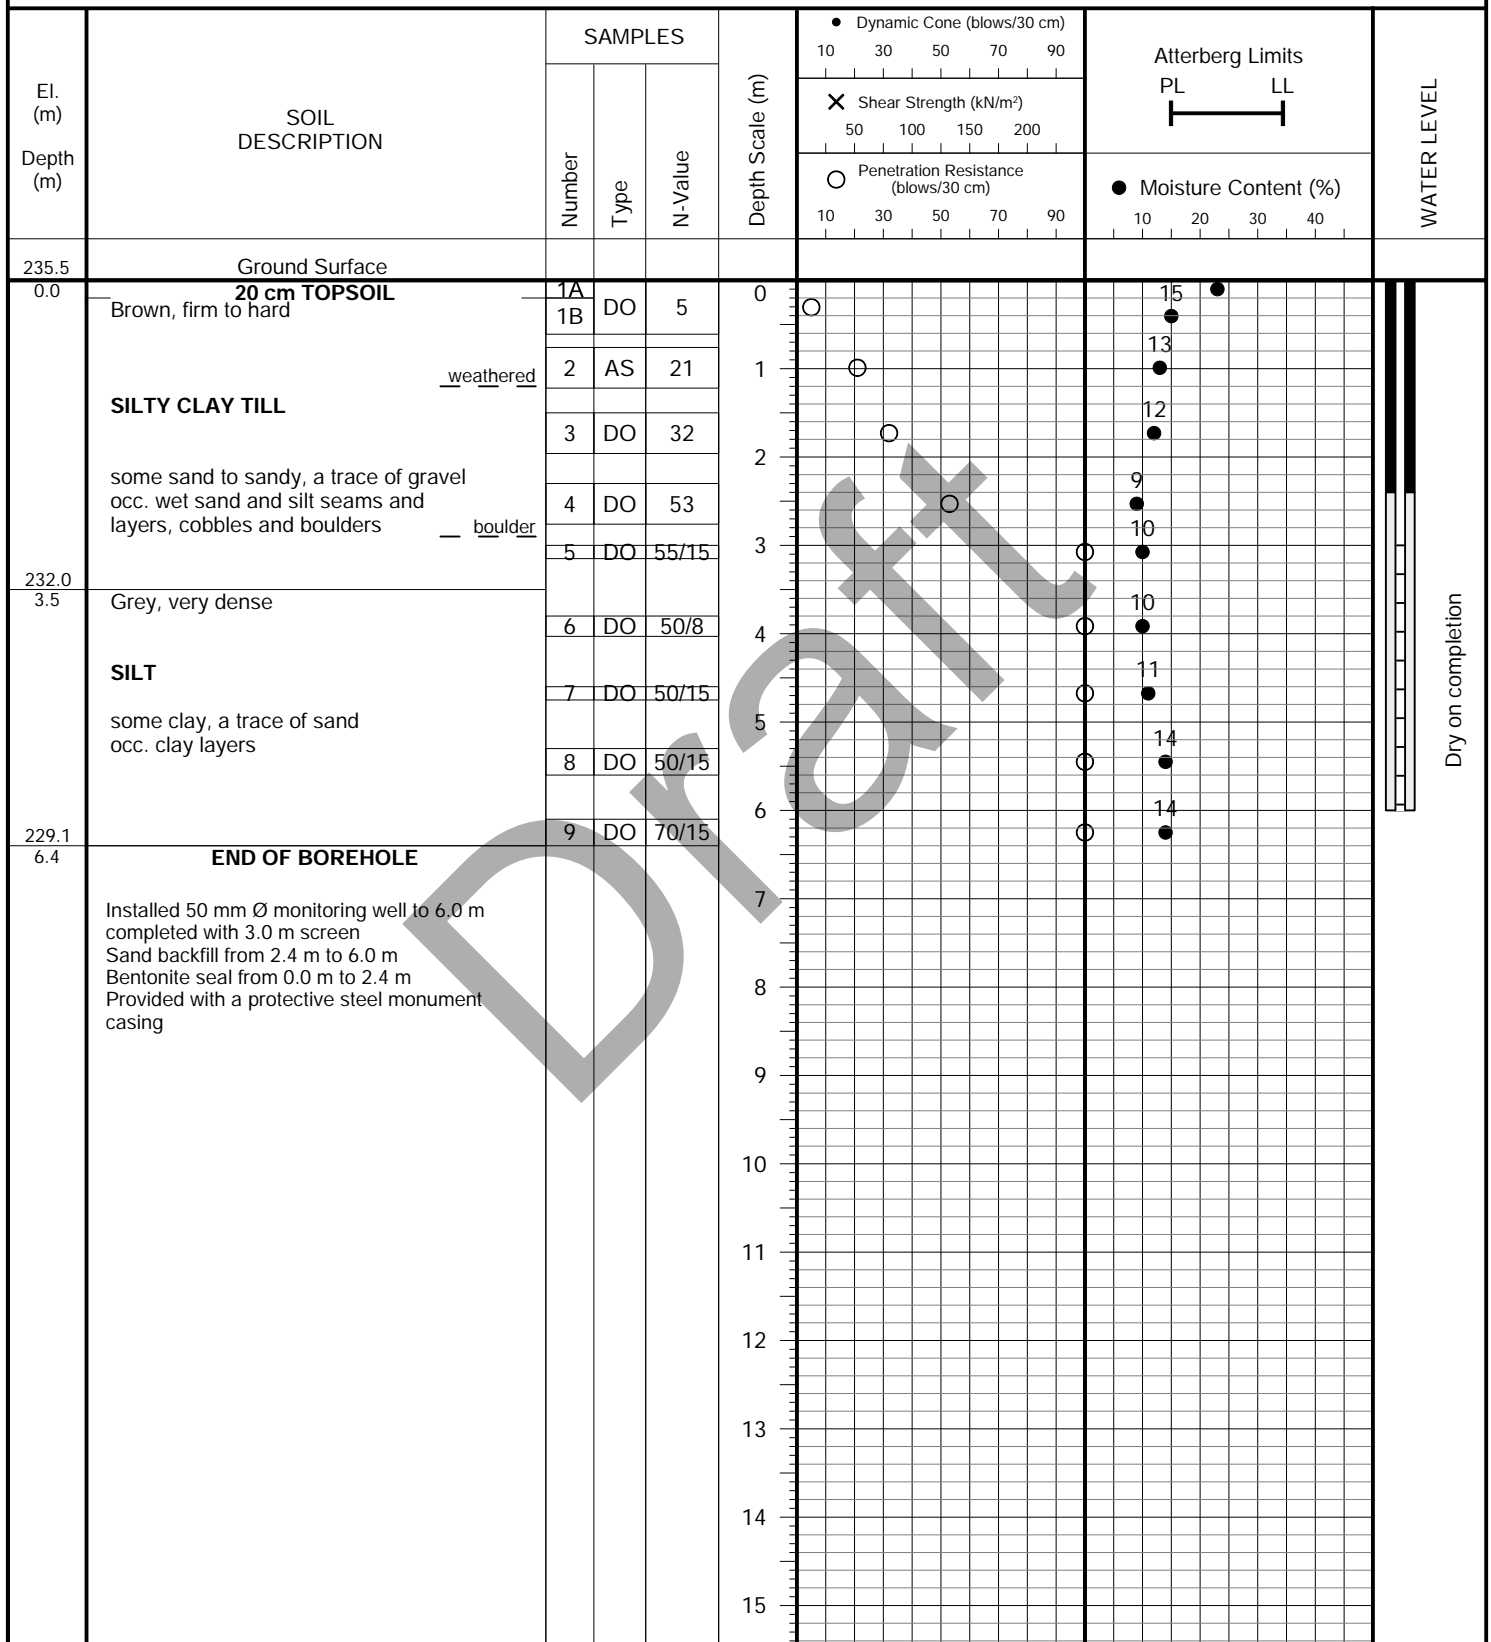 El.
(m)
Depth
(m)
SOIL
DESCRIPTION
SAMPLES
Number
Type
N-Value
Depth Scale (m)
● Dynamic Cone (blows/30 cm)
10 30 50 70 90
✕ Shear Strength (kN/m²)
50 100 150 200
○ Penetration Resistance
(blows/30 cm)
10 30 50 70 90
Atterberg Limits
PL LL
● Moisture Content (%)
10 20 30 40
WATER LEVEL
235.5 Ground Surface
0.0 20 cm TOPSOIL 1A 0
Brown, firm to hard 1B DO 5 15
13
weathered 2 AS 21 1
SILTY CLAY TILL 12
3 DO 32
2
some sand to sandy, a trace of gravel 9
occ. wet sand and silt seams and 4 DO 53
layers, cobbles and boulders boulder 10
5 DO 55/15 3
232.0
3.5 Grey, very dense 10
6 DO 50/8 4
SILT 11
7 DO 50/15
some clay, a trace of sand 5
occ. clay layers 14
8 DO 50/15
6 14
229.1 9 DO 70/15
6.4 END OF BOREHOLE
7
Installed 50 mm Ø monitoring well to 6.0 m
completed with 3.0 m screen
Sand backfill from 2.4 m to 6.0 m
Bentonite seal from 0.0 m to 2.4 m
8
Provided with a protective steel monument
casing
9
10
11
12
13
14
15
Dry on completion
Draft